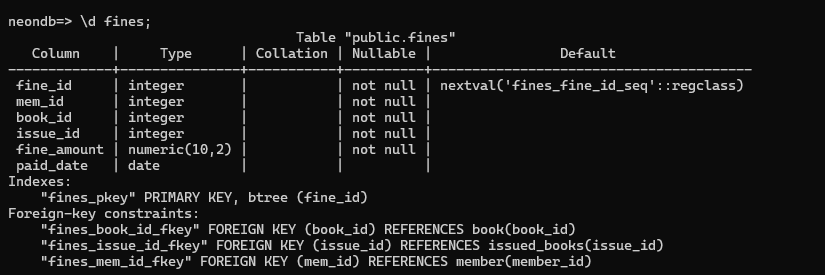 neondb=> \d fines;
                                    Table "public.fines"
   Column    |     Type      | Collation | Nullable |                Default
-------------+---------------+-----------+----------+----------------------------------------
 fine_id     | integer       |           | not null | nextval('fines_fine_id_seq'::regclass)
 mem_id      | integer       |           | not null |
 book_id     | integer       |           | not null |
 issue_id    | integer       |           | not null |
 fine_amount | numeric(10,2) |           | not null |
 paid_date   | date          |           |          |
Indexes:
    "fines_pkey" PRIMARY KEY, btree (fine_id)
Foreign-key constraints:
    "fines_book_id_fkey" FOREIGN KEY (book_id) REFERENCES book(book_id)
    "fines_issue_id_fkey" FOREIGN KEY (issue_id) REFERENCES issued_books(issue_id)
    "fines_mem_id_fkey" FOREIGN KEY (mem_id) REFERENCES member(member_id)